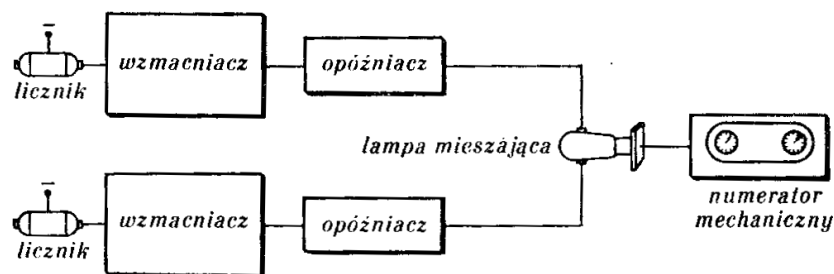 licznik
wzmacniacz
opóźniacz
lampa mieszająca
numerator
mechaniczny
licznik
wzmacniacz
opóźniacz